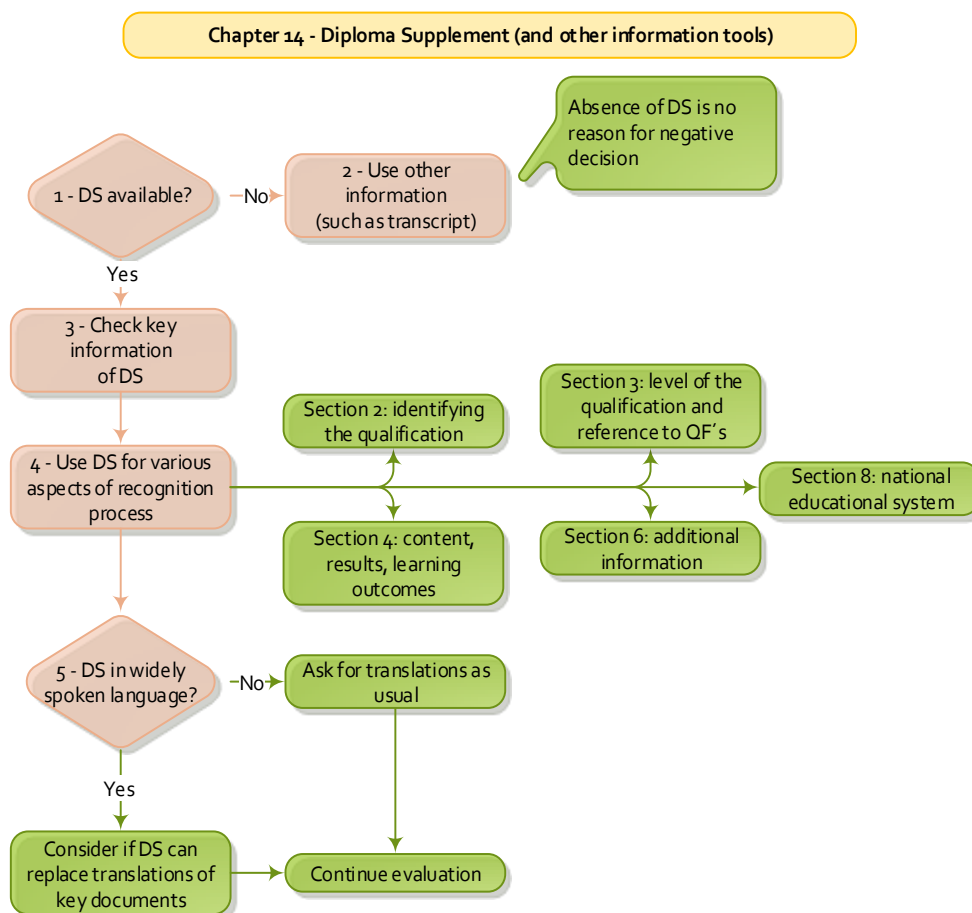 Chapter 14 - Diploma Supplement (and other information tools)
Absence of DS is no
reason for negative
decision
1 - DS available?
No
2 - Use other
information
(such as transcript)
Yes
3 - Check key
information
of DS
Section 2: identifying
the qualification
Section 3: level of the
qualification and
reference to QF´s
4 - Use DS for various
aspects of recognition
process
Section 8: national
educational system
Section 4: content,
results, learning
outcomes
Section 6: additional
information
5 - DS in widely
spoken language?
No
Ask for translations as
usual
Yes
Consider if DS can
replace translations of
key documents
Continue evaluation